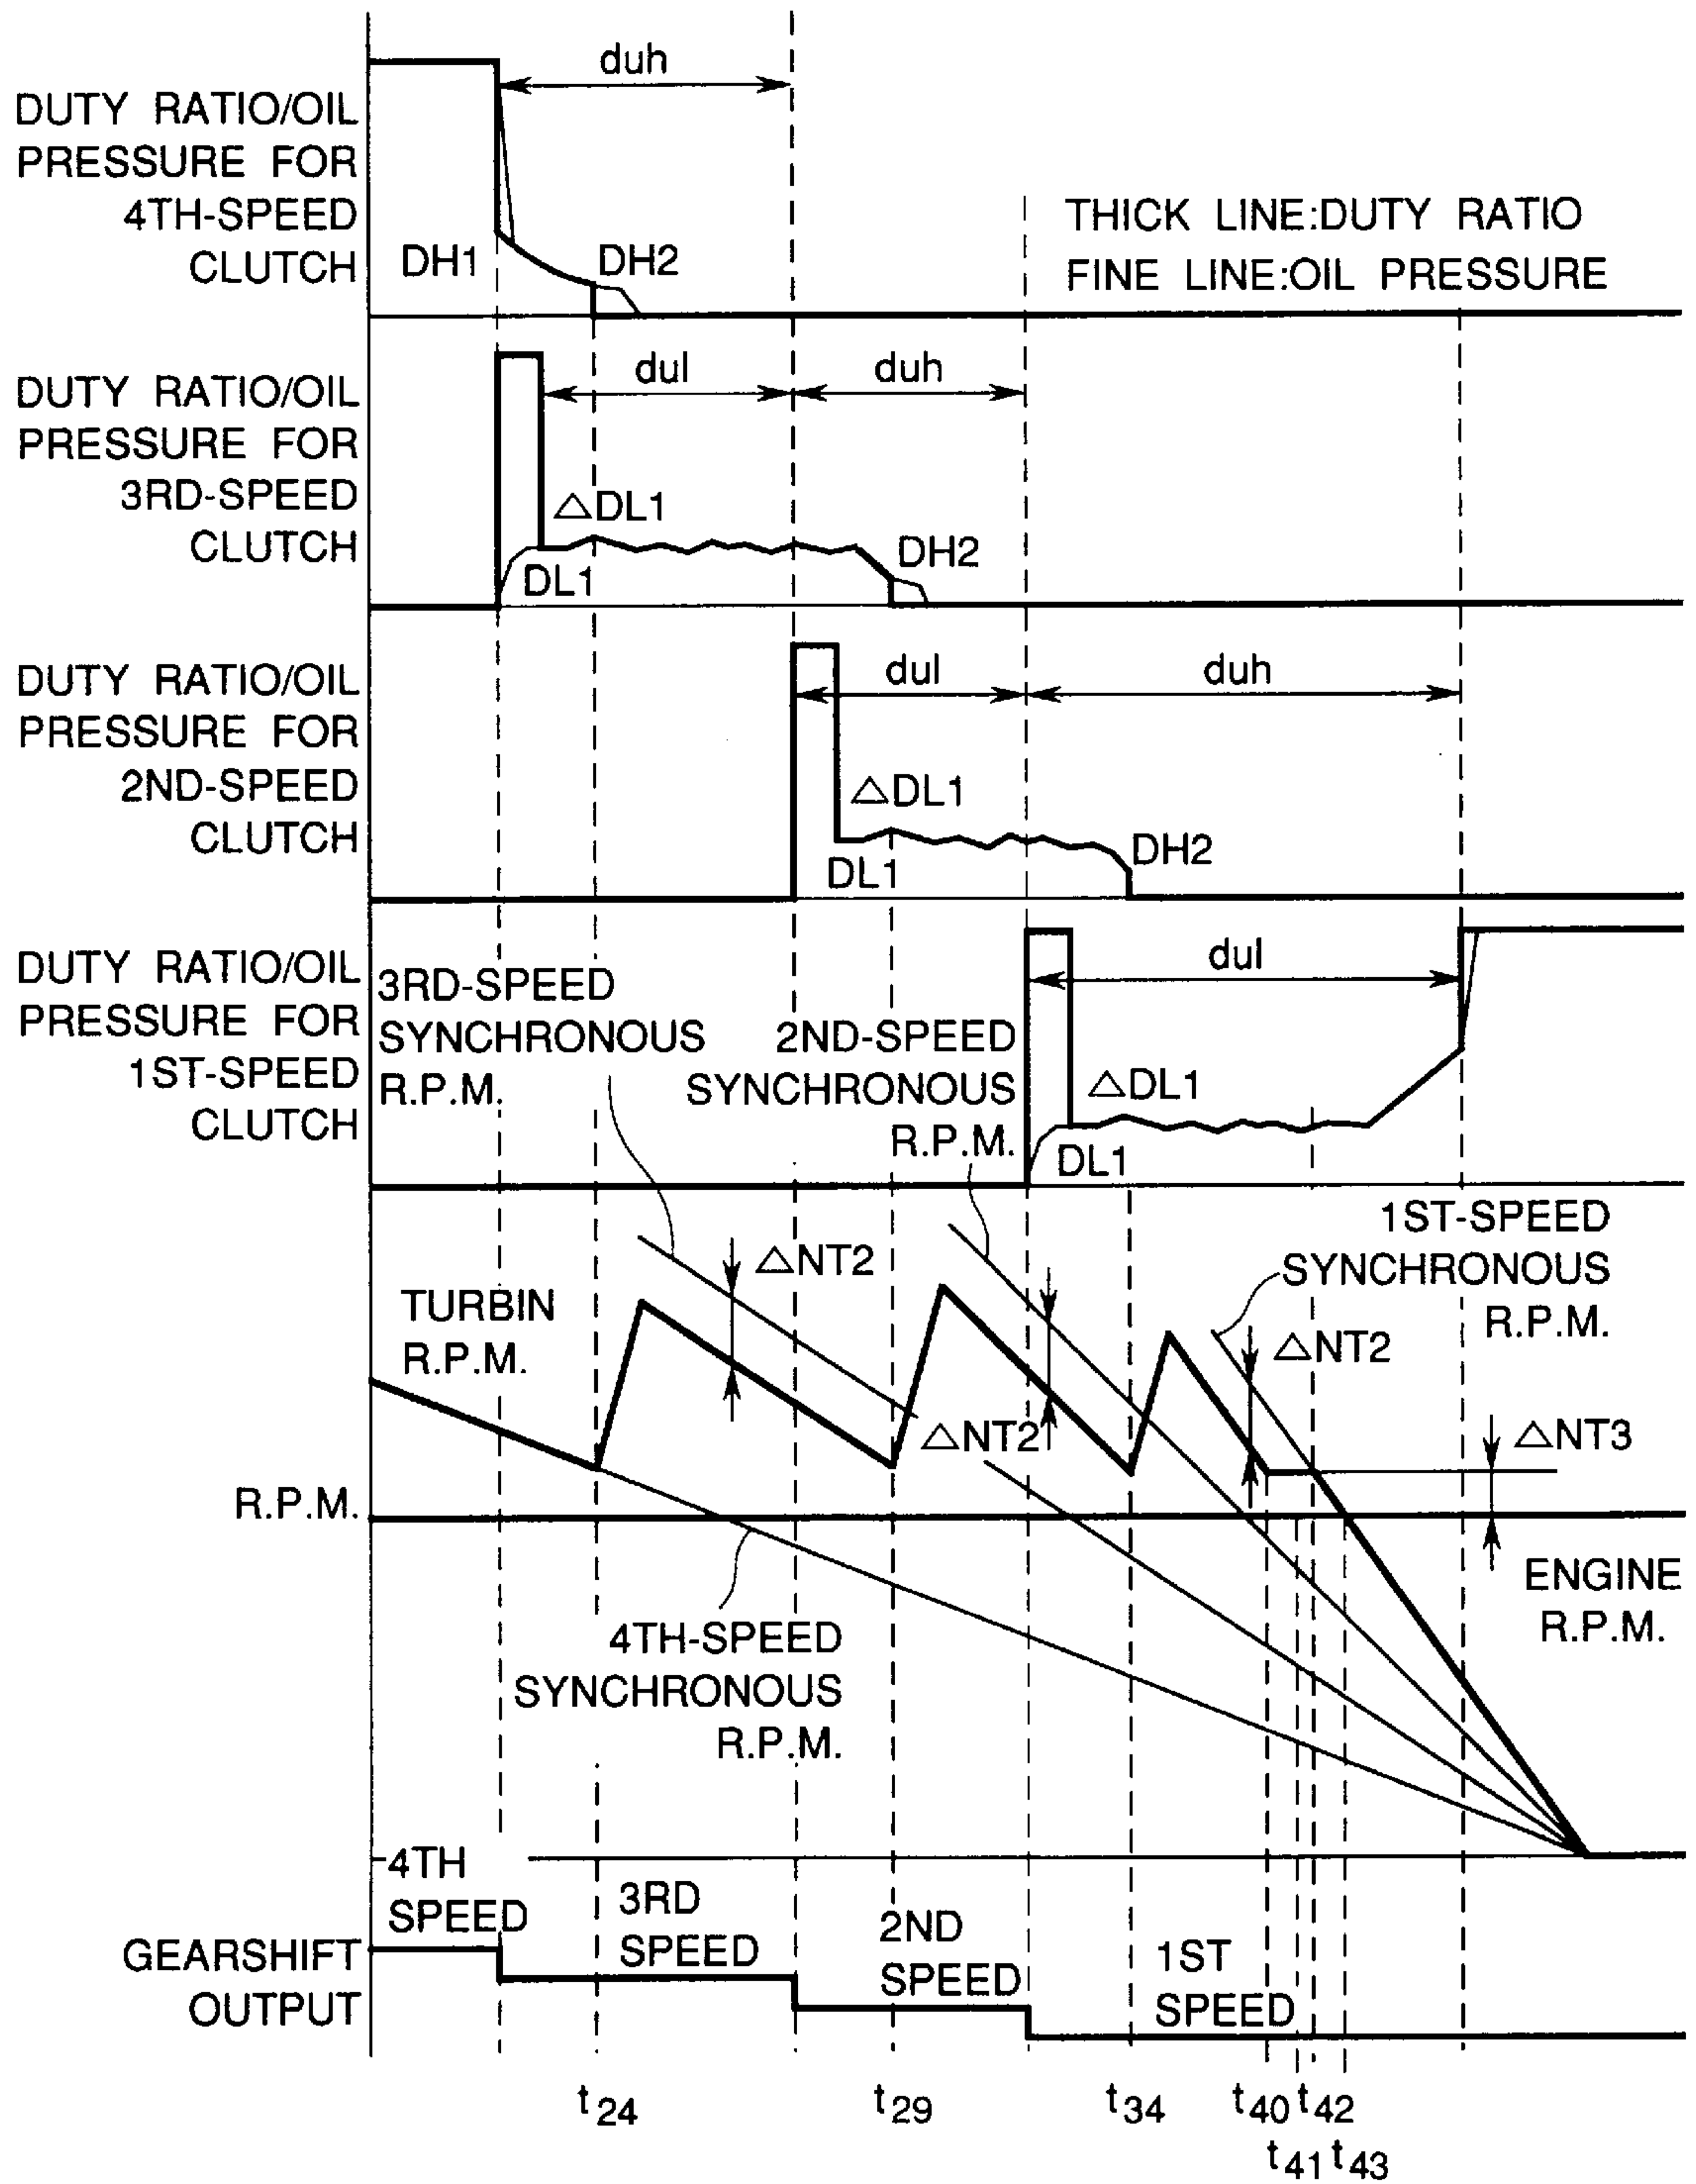 duh
DUTY RATIO/OIL
PRESSURE FOR
4TH-SPEED
CLUTCH
DH1
DH2
THICK LINE:DUTY RATIO
FINE LINE:OIL PRESSURE
dul
duh
DUTY RATIO/OIL
PRESSURE FOR
3RD-SPEED
CLUTCH
△DL1
DL1
DH2
dul
duh
DUTY RATIO/OIL
PRESSURE FOR
2ND-SPEED
CLUTCH
△DL1
DL1
DH2
dul
DUTY RATIO/OIL
PRESSURE FOR
1ST-SPEED
CLUTCH
3RD-SPEED
SYNCHRONOUS
R.P.M.
2ND-SPEED
SYNCHRONOUS
R.P.M.
△DL1
DL1
1ST-SPEED
SYNCHRONOUS
R.P.M.
△NT2
TURBIN
R.P.M.
△NT2
△NT2
△NT3
R.P.M.
ENGINE
R.P.M.
4TH-SPEED
SYNCHRONOUS
R.P.M.
4TH
SPEED
3RD
SPEED
2ND
SPEED
1ST
SPEED
GEARSHIFT
OUTPUT
t24
t29
t34
t40
t42
t41
t43